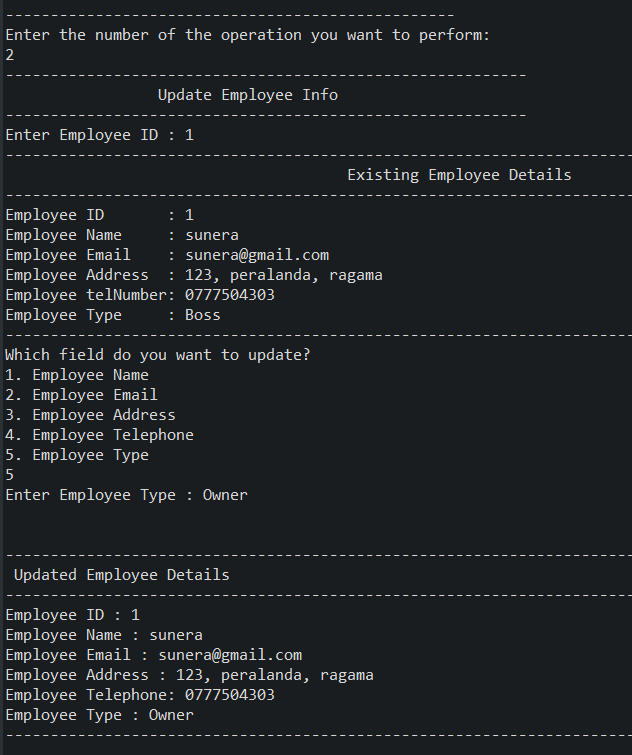 --------------------------------------------------
Enter the number of the operation you want to perform:
2
----------------------------------------------------------
Update Employee Info
----------------------------------------------------------
Enter Employee ID : 1
----------------------------------------------------------------------
Existing Employee Details
----------------------------------------------------------------------
Employee ID       : 1
Employee Name     : sunera
Employee Email    : sunera@gmail.com
Employee Address  : 123, peralanda, ragama
Employee telNumber: 0777504303
Employee Type     : Boss
----------------------------------------------------------------------
Which field do you want to update?
1. Employee Name
2. Employee Email
3. Employee Address
4. Employee Telephone
5. Employee Type
5
Enter Employee Type : Owner
----------------------------------------------------------------------
Updated Employee Details
----------------------------------------------------------------------
Employee ID : 1
Employee Name : sunera
Employee Email : sunera@gmail.com
Employee Address : 123, peralanda, ragama
Employee Telephone: 0777504303
Employee Type : Owner
----------------------------------------------------------------------